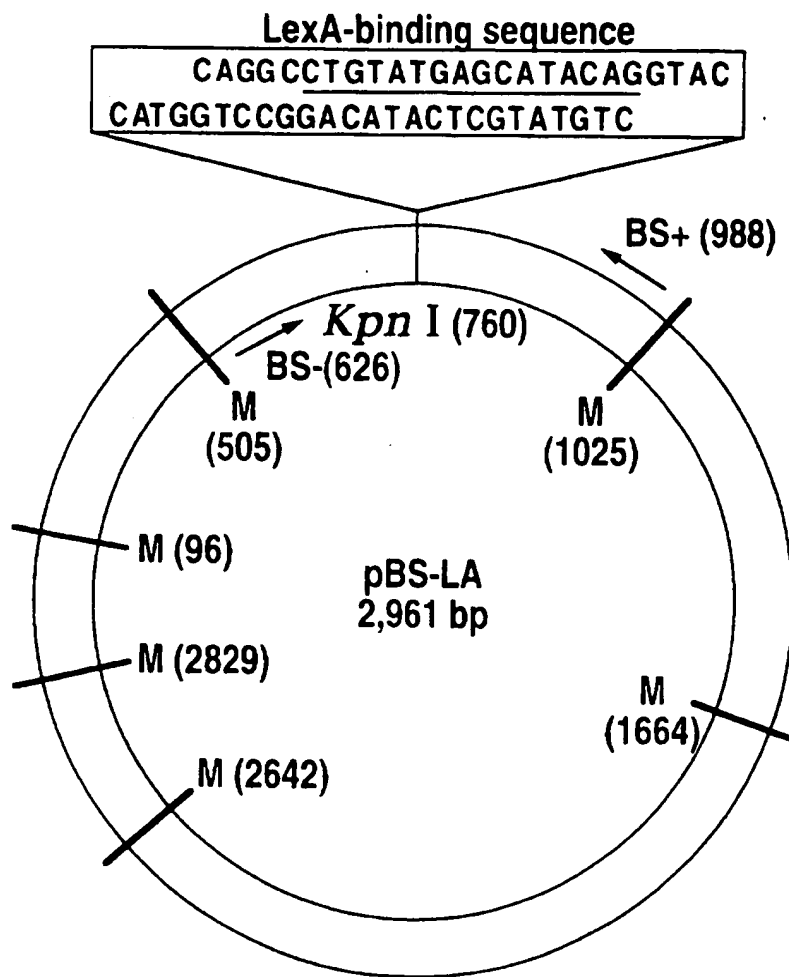 LexA-binding sequence
CAGGCCTGTATGAGCATACAGGTAC
CATGGTCCGGACATACTCGTATGTC
BS+ (988)
Kpn I (760)
BS-(626)
M
(505)
M
(1025)
M (96)
pBS-LA
2,961 bp
M (2829)
M
(1664)
M (2642)